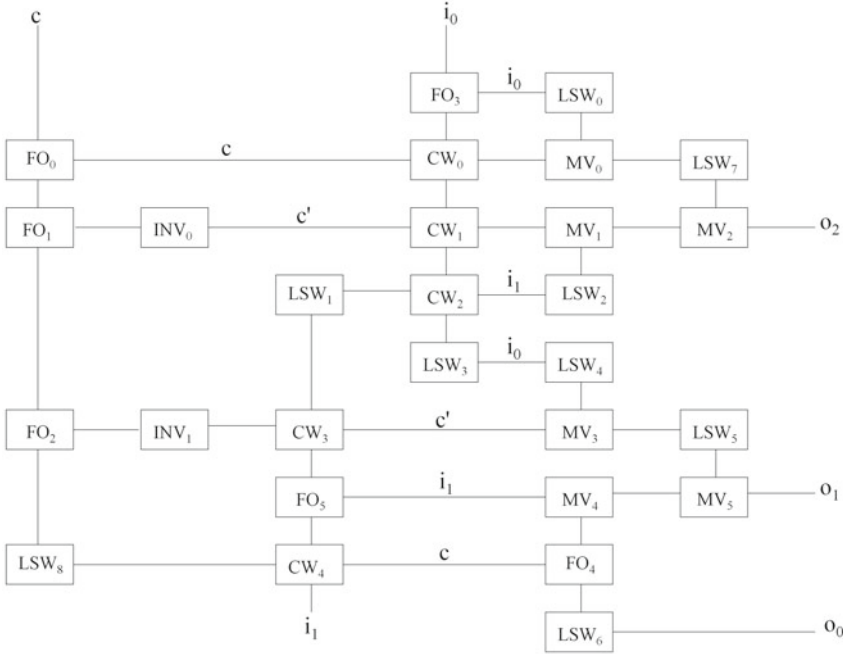 c i₀
FO₃ i₀ LSW₀
FO₀ c CW₀ MV₀ LSW₇
FO₁ INV₀ c' CW₁ MV₁ MV₂ o₂
LSW₁ CW₂ i₁ LSW₂
LSW₃ i₀ LSW₄
FO₂ INV₁ CW₃ c' MV₃ LSW₅
FO₅ i₁ MV₄ MV₅ o₁
LSW₈ CW₄ c FO₄
i₁ LSW₆ o₀